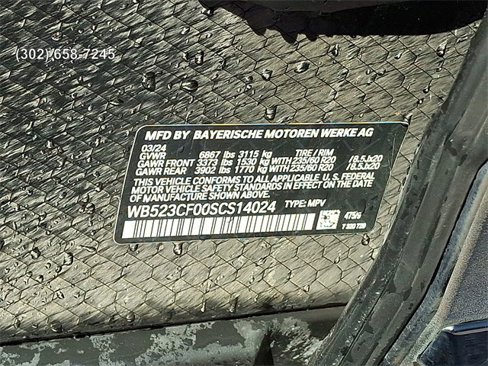 (302) 658-7245
MFD BY BAYERISCHE MOTOREN WERKE AG
03/24
GVWR 6867 lbs 3115 kg TIRE / RIM
GAWR FRONT 3373 lbs 1530 kg WITH 235/60 R20 / 8.5Jx20
GAWR REAR 3902 lbs 1770 kg WITH 235/60 R20 / 8.5Jx20
THIS VEHICLE CONFORMS TO ALL APPLICABLE U.S. FEDERAL
MOTOR VEHICLE SAFETY STANDARDS IN EFFECT ON THE DATE
OF MANUFACTURE SHOWN ABOVE.
WB523CF00SCS14024 TYPE: MPV
475/6